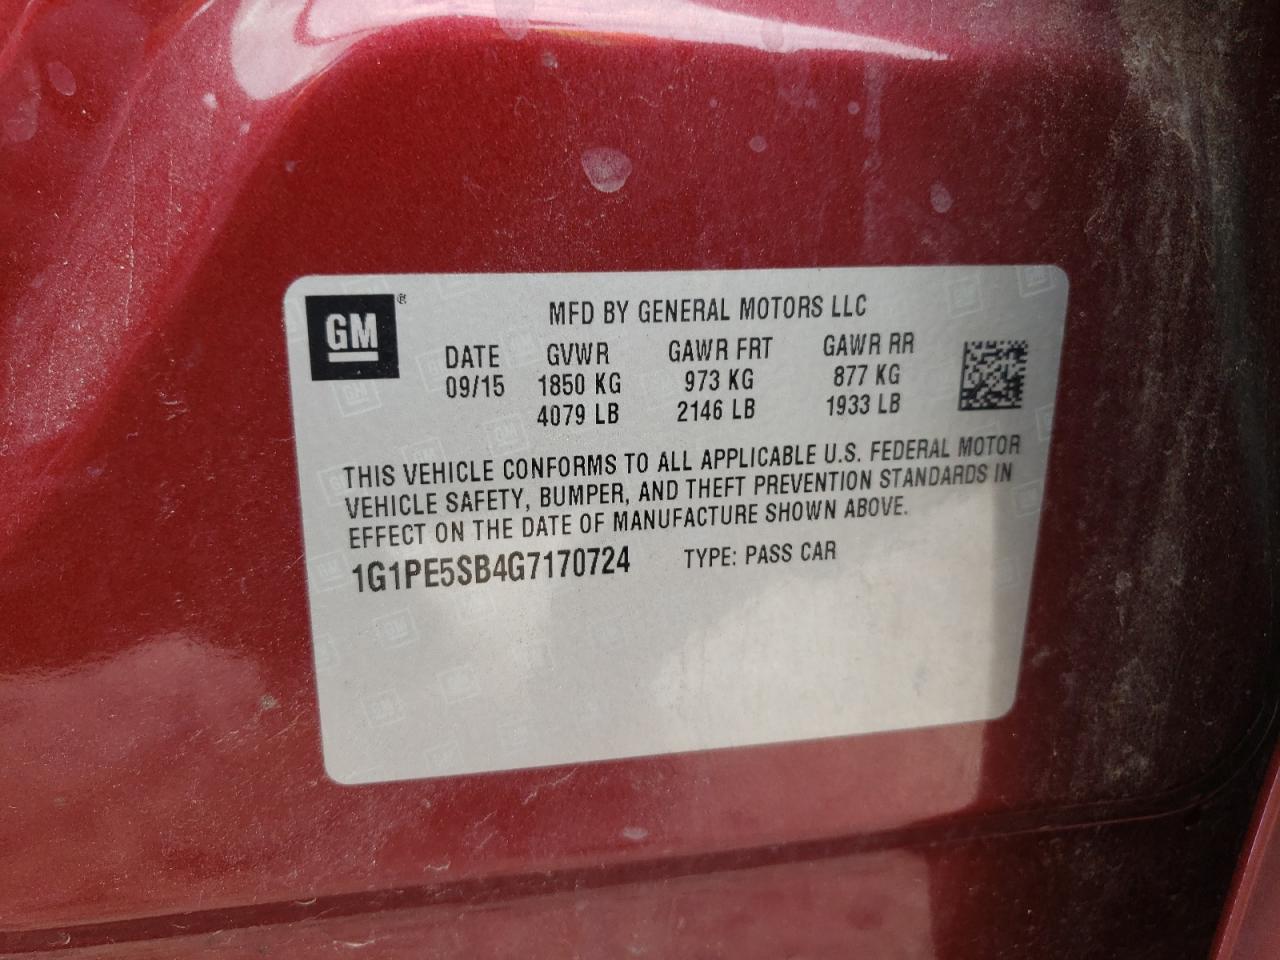 GM®
MFD BY GENERAL MOTORS LLC
DATE GVWR GAWR FRT GAWR RR
09/15 1850 KG 973 KG 877 KG
4079 LB 2146 LB 1933 LB
THIS VEHICLE CONFORMS TO ALL APPLICABLE U.S. FEDERAL MOTOR
VEHICLE SAFETY, BUMPER, AND THEFT PREVENTION STANDARDS IN
EFFECT ON THE DATE OF MANUFACTURE SHOWN ABOVE.
1G1PE5SB4G7170724 TYPE: PASS CAR